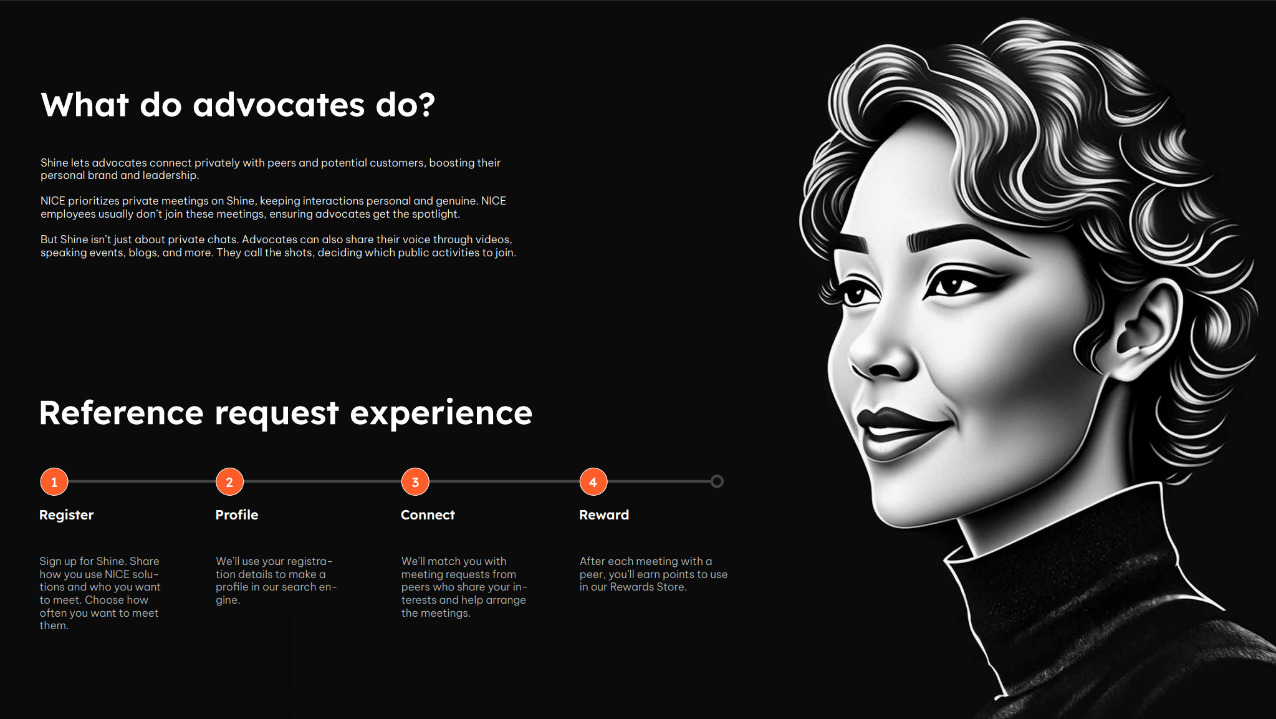 What do advocates do?
Shine lets advocates connect privately with peers and potential customers, boosting their
personal brand and leadership.
NICE prioritizes private meetings on Shine, keeping interactions personal and genuine. NICE
employees usually don't join these meetings, ensuring advocates get the spotlight.
But Shine isn't just about private chats. Advocates can also share their voice through videos,
speaking events, blogs, and more. They call the shots, deciding which public activities to join.
Reference request experience
1
Register
Sign up for Shine. Share
how you use NICE solu-
tions and who you want
to meet. Choose how
often you want to meet
them.
2
Profile
We'll use your registra-
tion details to make a
profile in our search en-
gine.
3
Connect
We'll match you with
meeting requests from
peers who share your in-
terests and help arrange
the meetings.
4
Reward
After each meeting with a
peer, you'll earn points to use
in our Rewards Store.